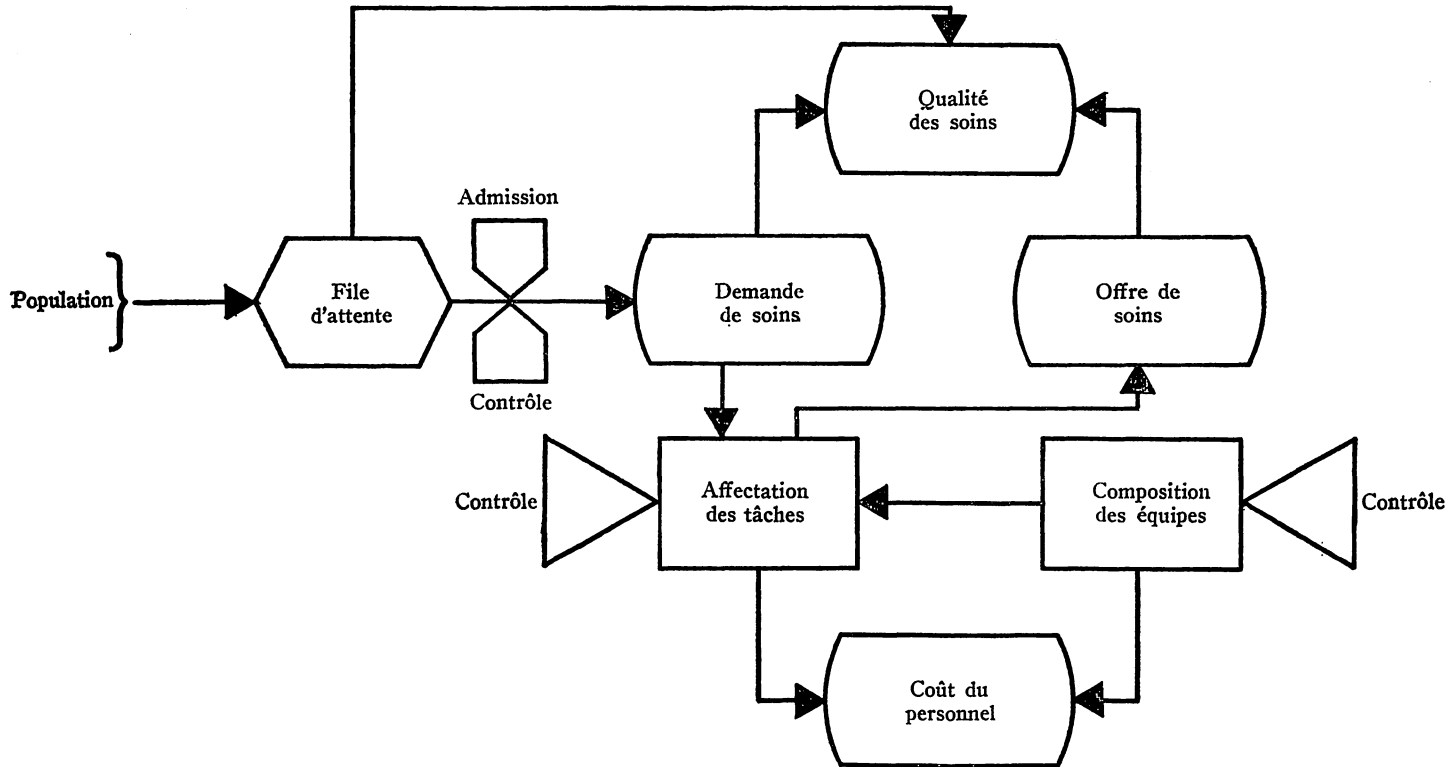 Qualité
des soins
Admission
Population
File
d'attente
Demande
de soins
Offre de
soins
Contrôle
Contrôle
Affectation
des tâches
Composition
des équipes
Contrôle
Coût du
personnel